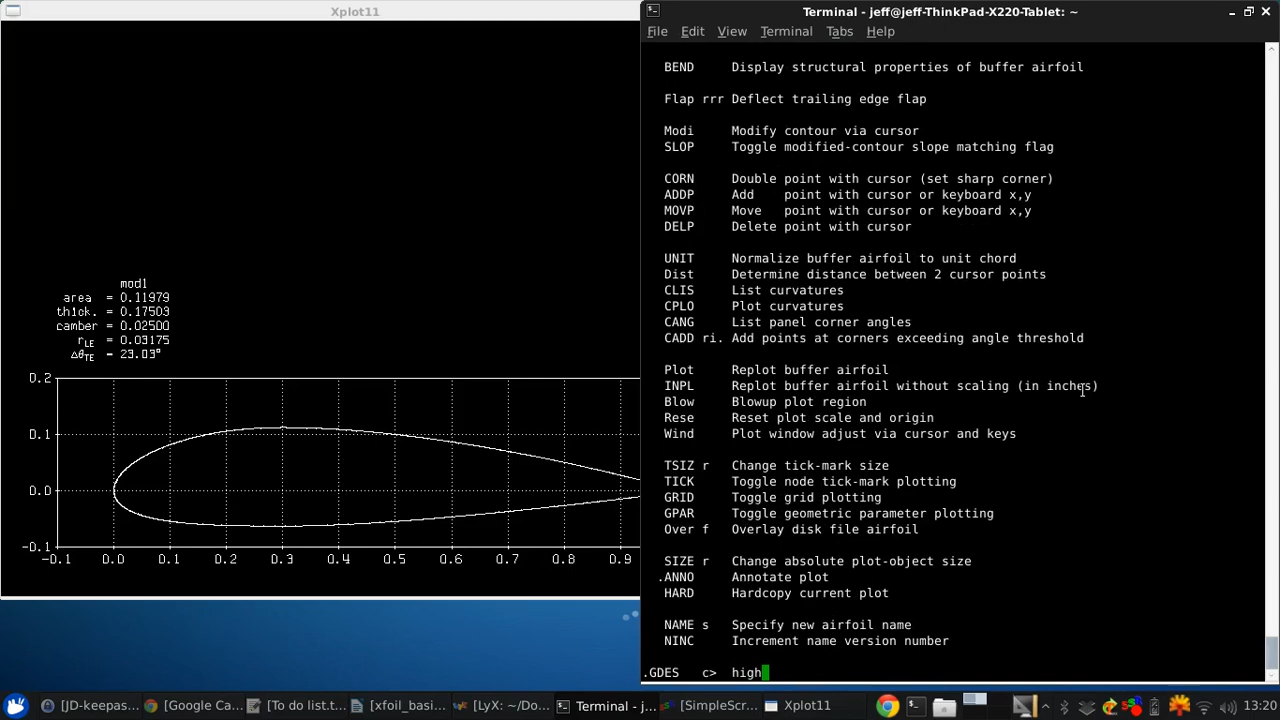 Xplot11
Terminal - jeff@jeff-ThinkPad-X220-Tablet: ~
File Edit View Terminal Tabs Help
BEND Display structural properties of buffer airfoil
Flap rrr Deflect trailing edge flap
Modi Modify contour via cursor
SLOP Toggle modified-contour slope matching flag
CORN Double point with cursor (set sharp corner)
ADDP Add point with cursor or keyboard x,y
MOVP Move point with cursor or keyboard x,y
DELP Delete point with cursor
UNIT Normalize buffer airfoil to unit chord
Dist Determine distance between 2 cursor points
CLIS List curvatures
CPLO Plot curvatures
CANG List panel corner angles
CADD ri. Add points at corners exceeding angle threshold
Plot Replot buffer airfoil
INPL Replot buffer airfoil without scaling (in inches)
Blow Blowup plot region
Rese Reset plot scale and origin
Wind Plot window adjust via cursor and keys
TSIZ r Change tick-mark size
TICK Toggle node tick-mark plotting
GRID Toggle grid plotting
GPAR Toggle geometric parameter plotting
Over f Overlay disk file airfoil
SIZE r Change absolute plot-object size
.ANNO Annotate plot
HARD Hardcopy current plot
NAME s Specify new airfoil name
NINC Increment name version number
.GDES c> high
mod1
area = 0.11979
thick. = 0.17503
camber = 0.02500
rLE = 0.03175
ΔθTE = 23.03°
0.2
0.1
0.0
-0.1
-0.1 0.0 0.1 0.2 0.3 0.4 0.5 0.6 0.7 0.8 0.9
[JD-keepas... [Google Ca... [To do list.t... [xfoil_basi... [LyX: ~/Do... Terminal - je... [SimpleScr... Xplot11 13:20